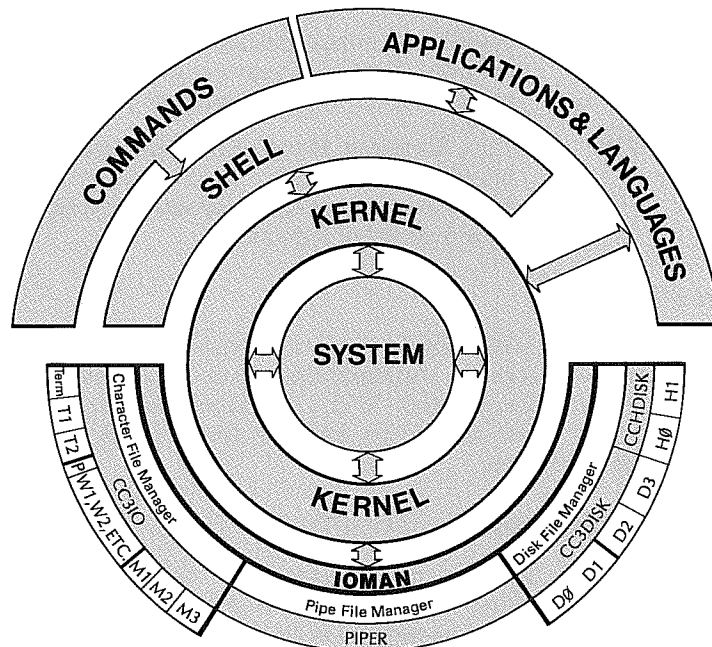 COMMANDS
APPLICATIONS & LANGUAGES
SHELL
KERNEL
SYSTEM
KERNEL
IOMAN
Character File Manager
CC3IO
Term
T1
T2
P
W1, W2, ETC.
M1
M2
M3
Pipe File Manager
PIPER
Disk File Manager
CC3DISK
CCHDISK
DØ
D1
D2
D3
HØ
H1